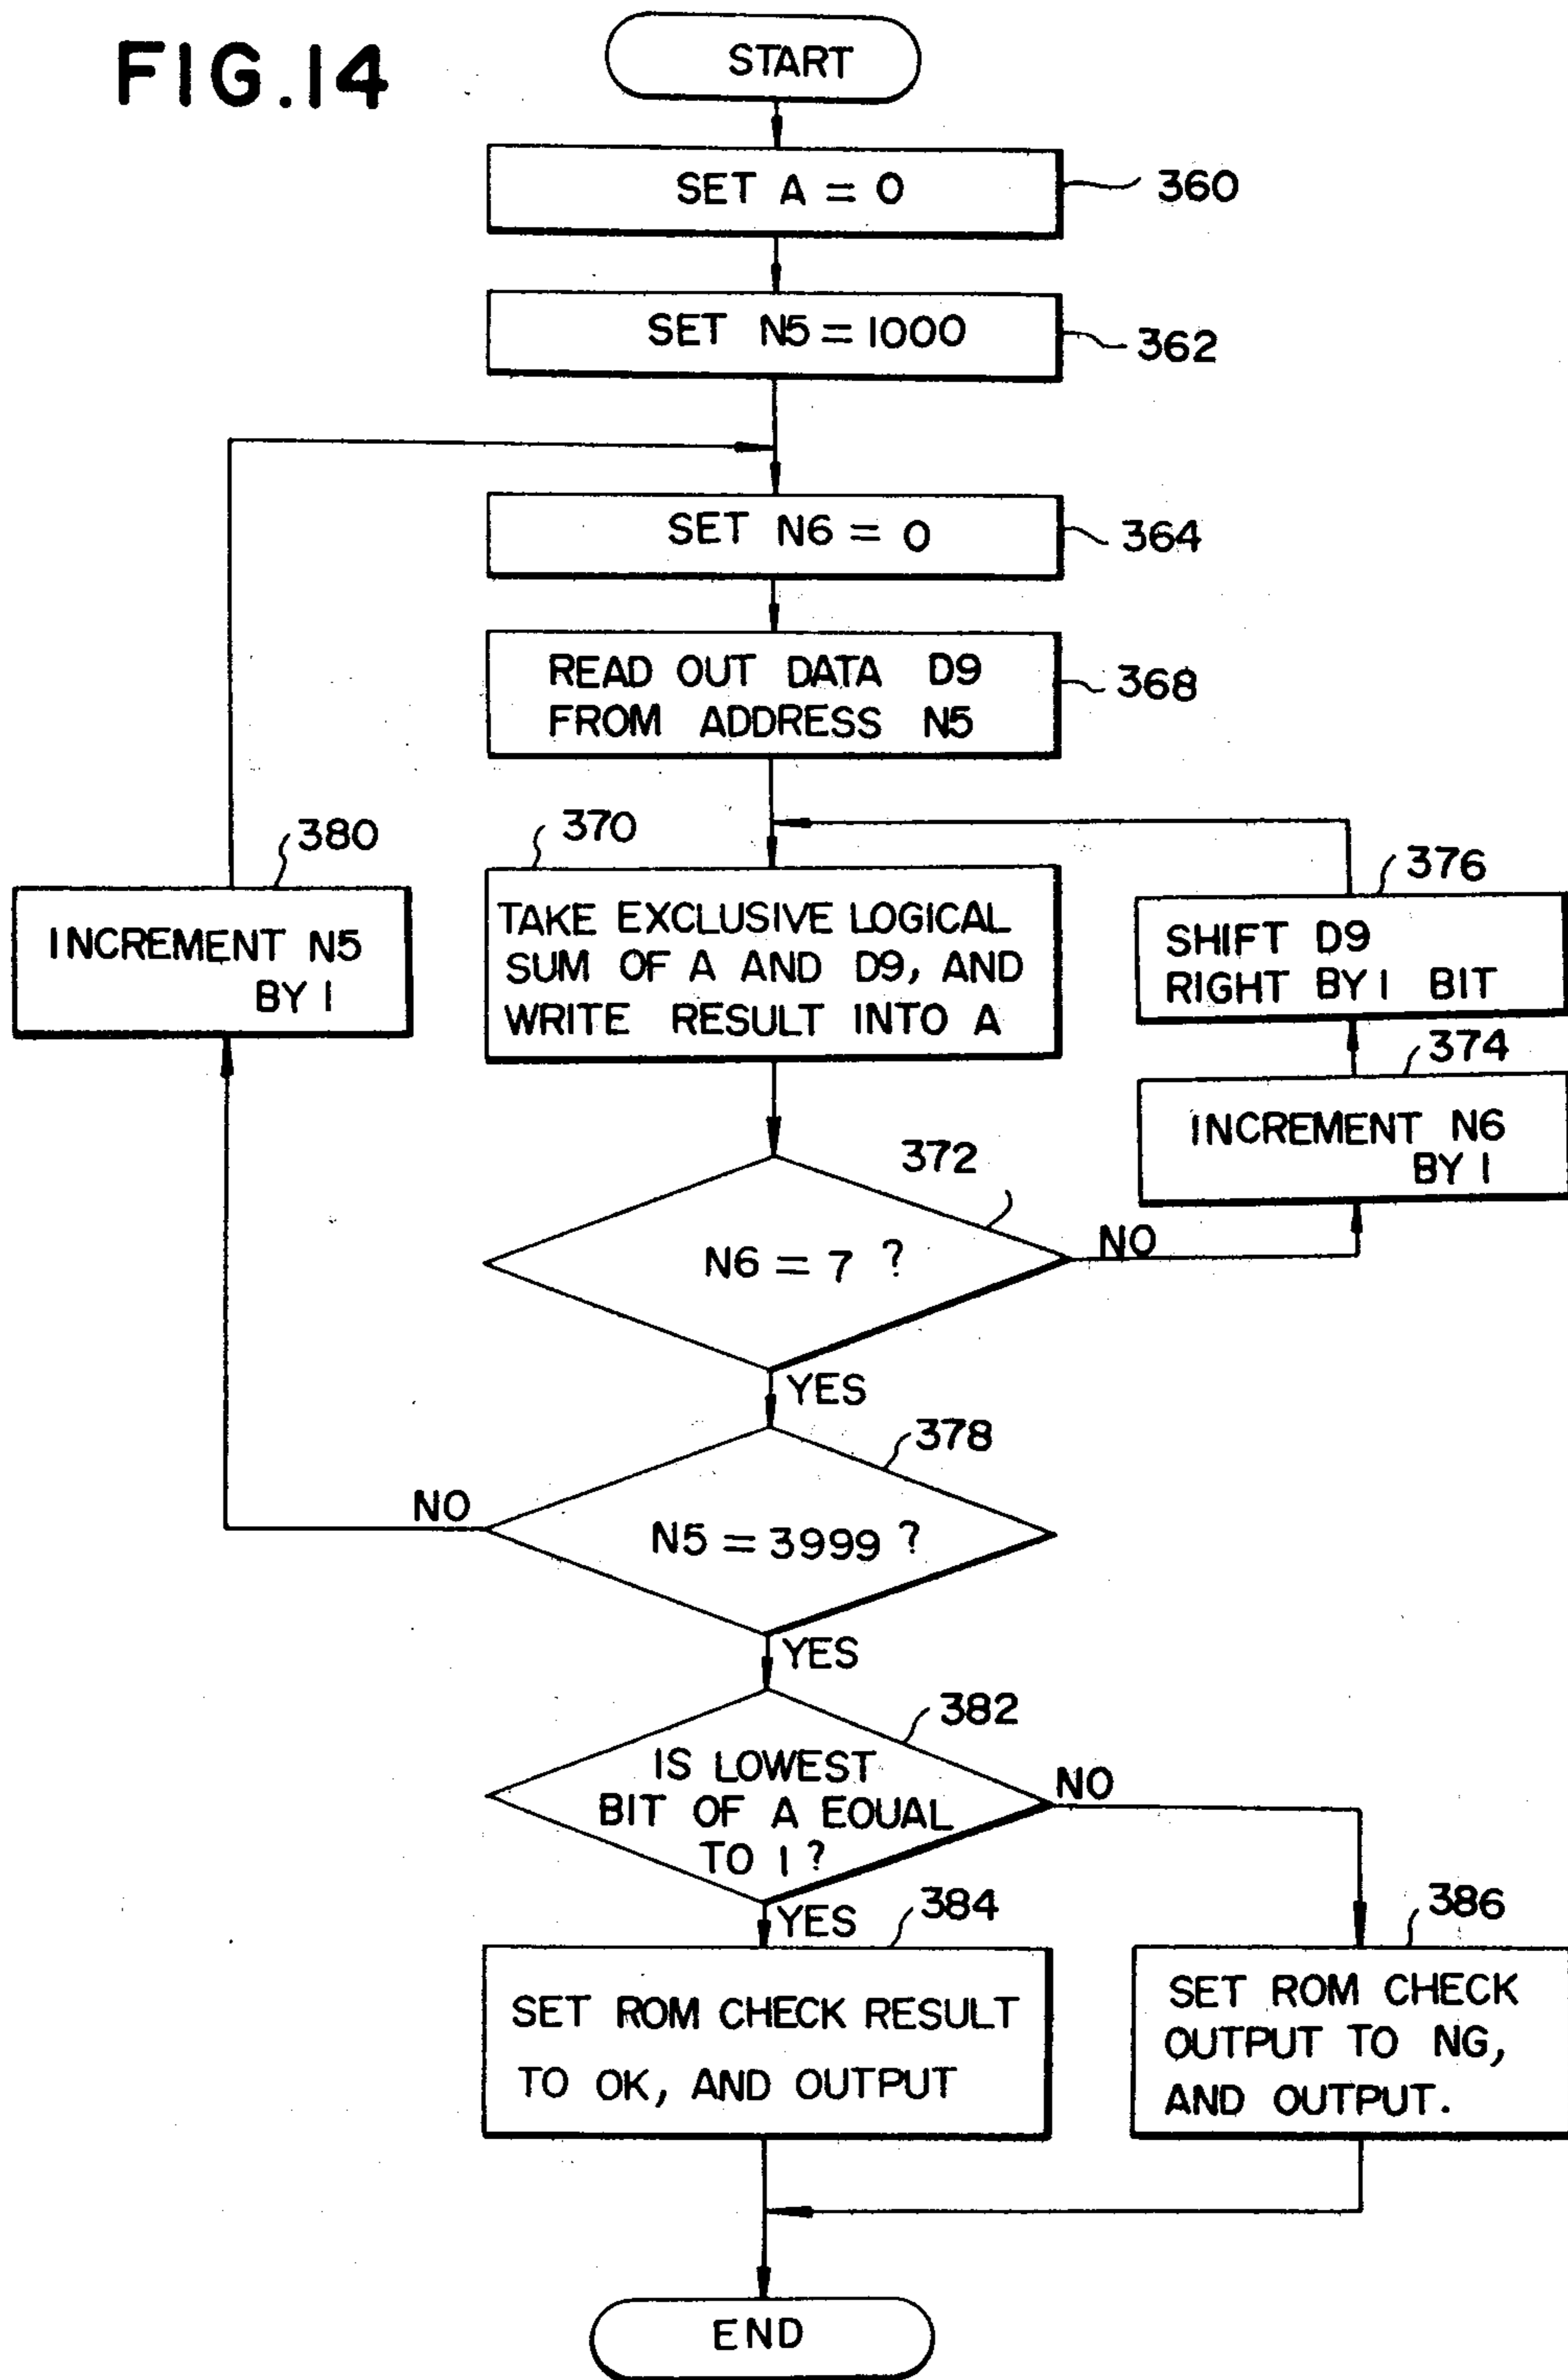 FIG.14
START
SET A = 0
360
SET N5 = 1000
362
SET N6 = 0
364
READ OUT DATA D9
FROM ADDRESS N5
368
380
INCREMENT N5
BY 1
370
TAKE EXCLUSIVE LOGICAL
SUM OF A AND D9, AND
WRITE RESULT INTO A
376
SHIFT D9
RIGHT BY 1 BIT
374
INCREMENT N6
BY 1
372
N6 = 7 ?
NO
YES
378
N5 = 3999 ?
NO
YES
382
IS LOWEST
BIT OF A EQUAL
TO 1 ?
NO
YES
384
SET ROM CHECK RESULT
TO OK, AND OUTPUT
386
SET ROM CHECK
OUTPUT TO NG,
AND OUTPUT.
END